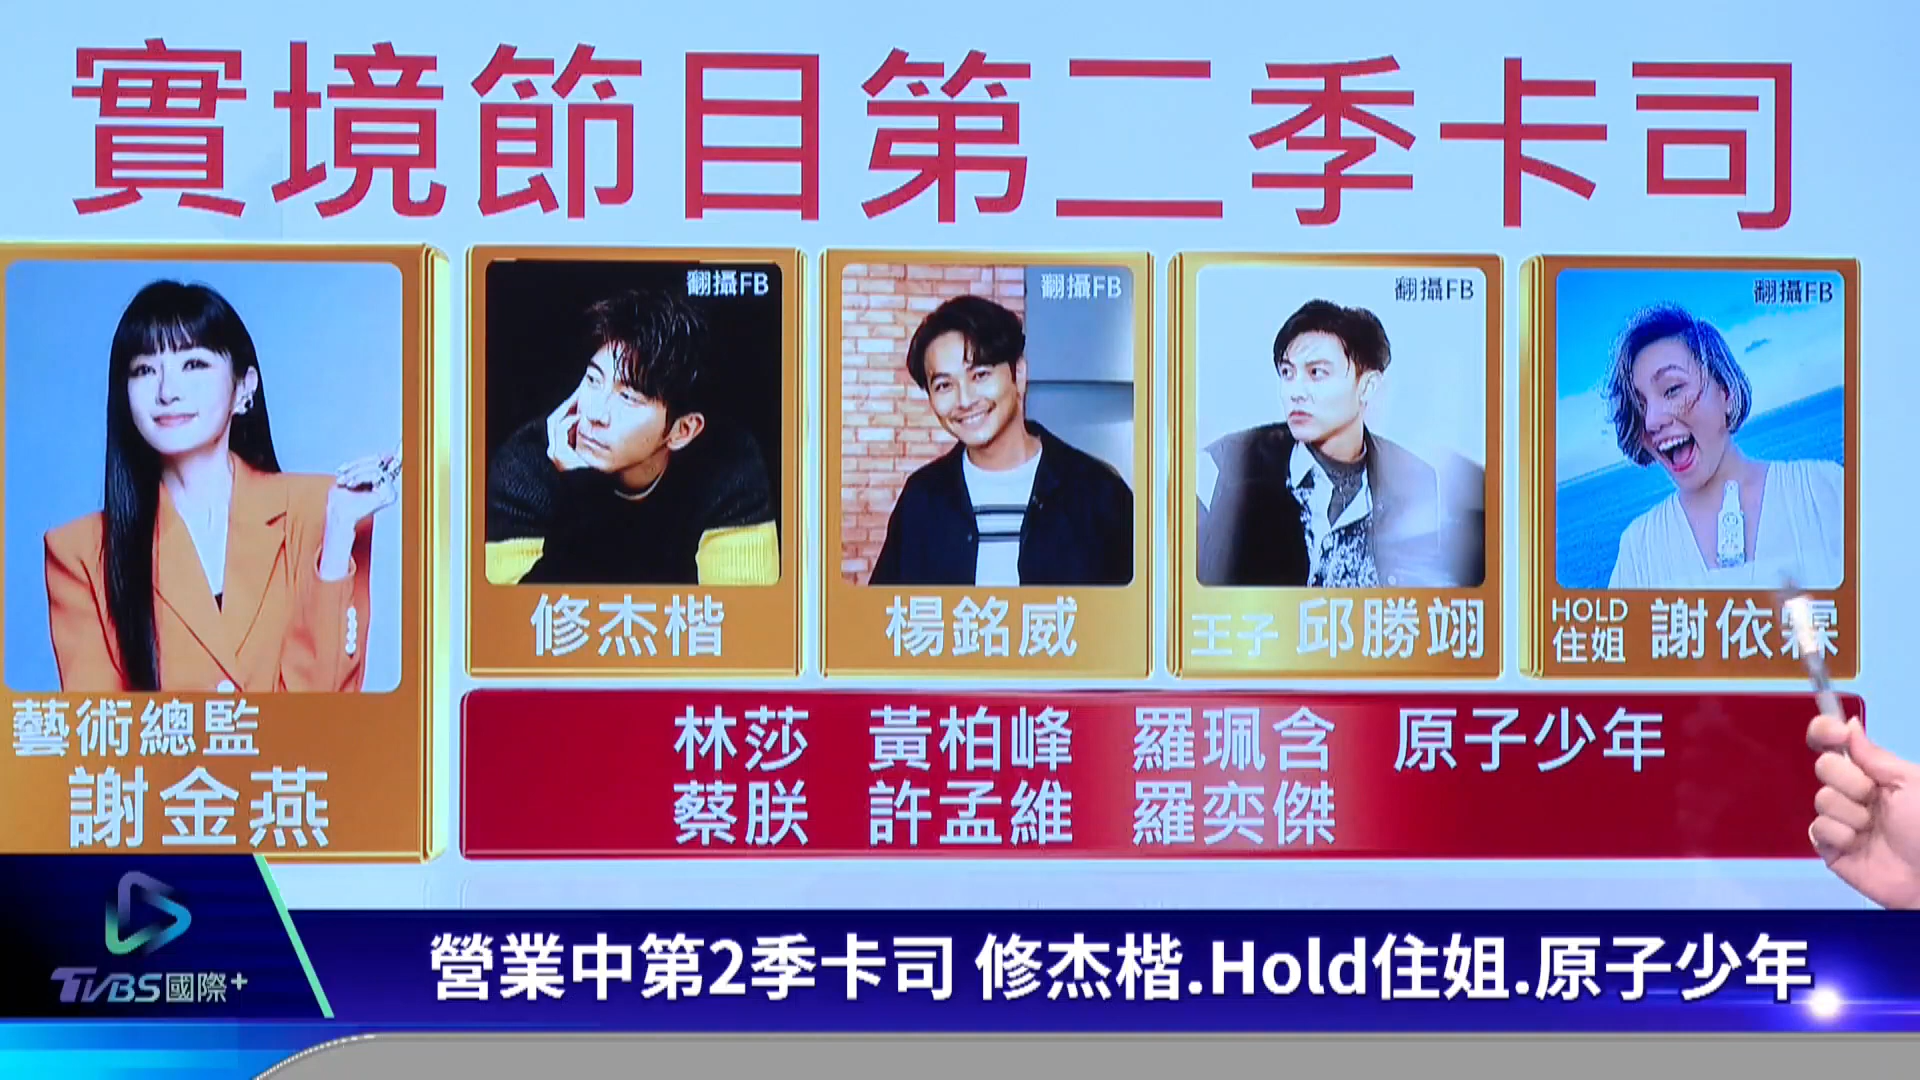 實境節目第二季卡司
翻攝FB
翻攝FB
翻攝FB
翻攝FB
修杰楷
楊銘威
王子 邱勝翊
HOLD住姐 謝依霖
藝術總監
謝金燕
林莎 黃柏峰 羅珮含 原子少年
蔡朕 許孟維 羅奕傑
TVBS國際+
營業中第2季卡司 修杰楷.Hold住姐.原子少年